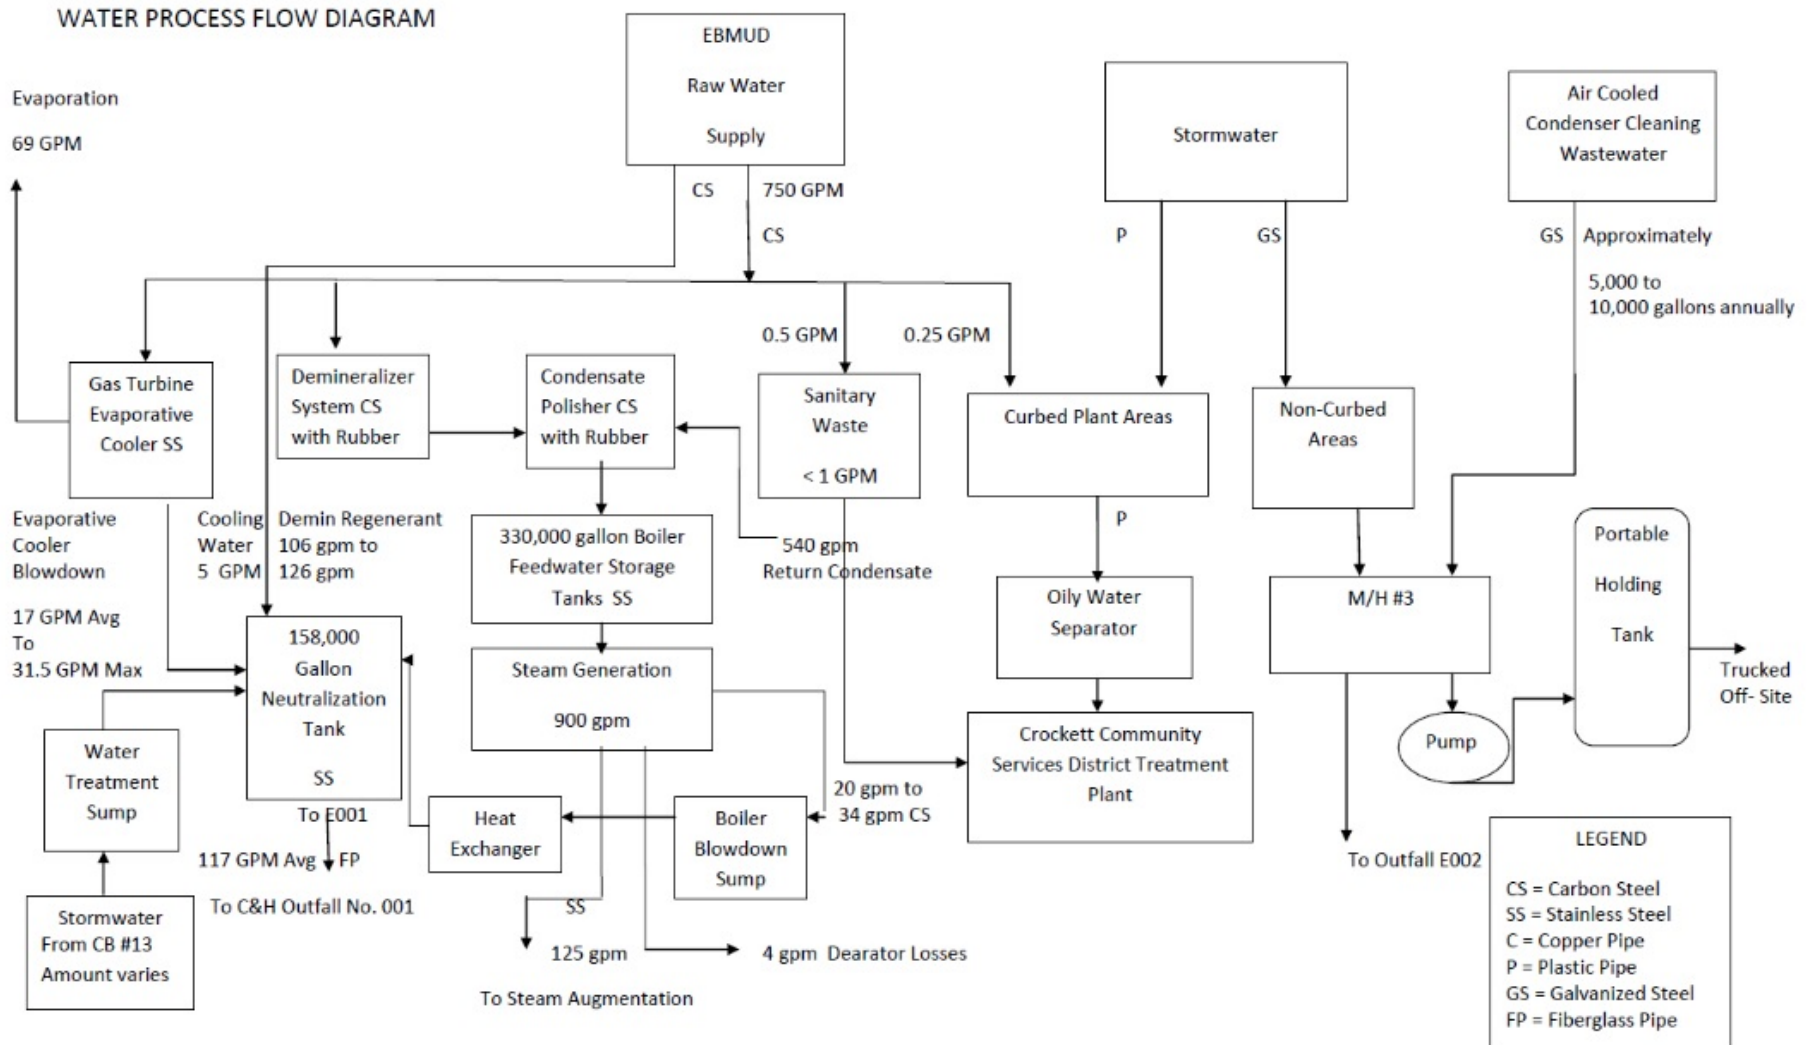 WATER PROCESS FLOW DIAGRAM
EBMUD
Raw Water
Supply
Stormwater
Air Cooled
Condenser Cleaning
Wastewater
Evaporation
69 GPM
CS
750 GPM
CS
P
GS
GS
Approximately
5,000 to
10,000 gallons annually
0.5 GPM
0.25 GPM
Gas Turbine
Evaporative
Cooler SS
Demineralizer
System CS
with Rubber
Condensate
Polisher CS
with Rubber
Sanitary
Waste
< 1 GPM
Curbed Plant Areas
Non-Curbed
Areas
Evaporative
Cooler
Blowdown
17 GPM Avg
To
31.5 GPM Max
Cooling
Water
5 GPM
Demin Regenerant
106 gpm to
126 gpm
330,000 gallon Boiler
Feedwater Storage
Tanks SS
540 gpm
Return Condensate
P
Portable
Holding
Tank
Oily Water
Separator
M/H #3
158,000
Gallon
Neutralization
Tank
SS
Steam Generation
900 gpm
Trucked
Off- Site
Water
Treatment
Sump
Crockett Community
Services District Treatment
Plant
Pump
To E001
117 GPM Avg
FP
To C&H Outfall No. 001
Heat
Exchanger
Boiler
Blowdown
Sump
20 gpm to
34 gpm CS
To Outfall E002
Stormwater
From CB #13
Amount varies
SS
125 gpm
To Steam Augmentation
4 gpm Dearator Losses
LEGEND
CS = Carbon Steel
SS = Stainless Steel
C = Copper Pipe
P = Plastic Pipe
GS = Galvanized Steel
FP = Fiberglass Pipe